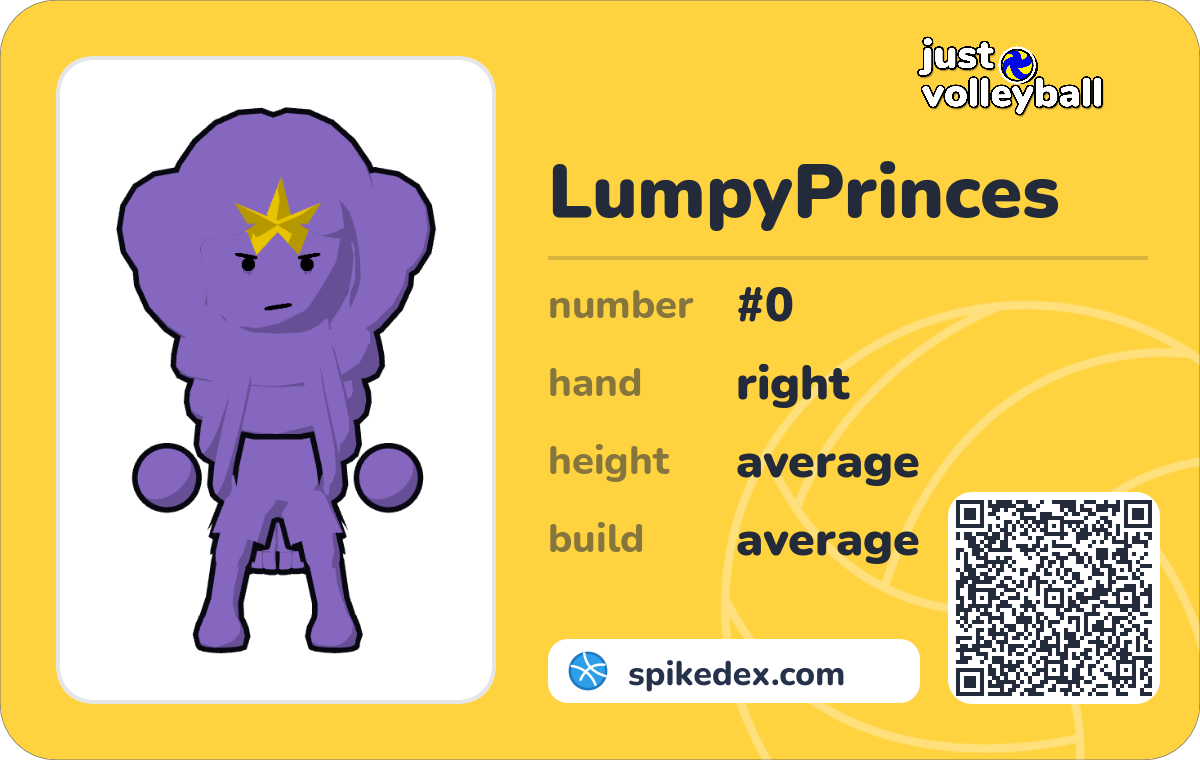 just
volleyball
LumpyPrinces
number #0
hand right
height average
build average
spikedex.com